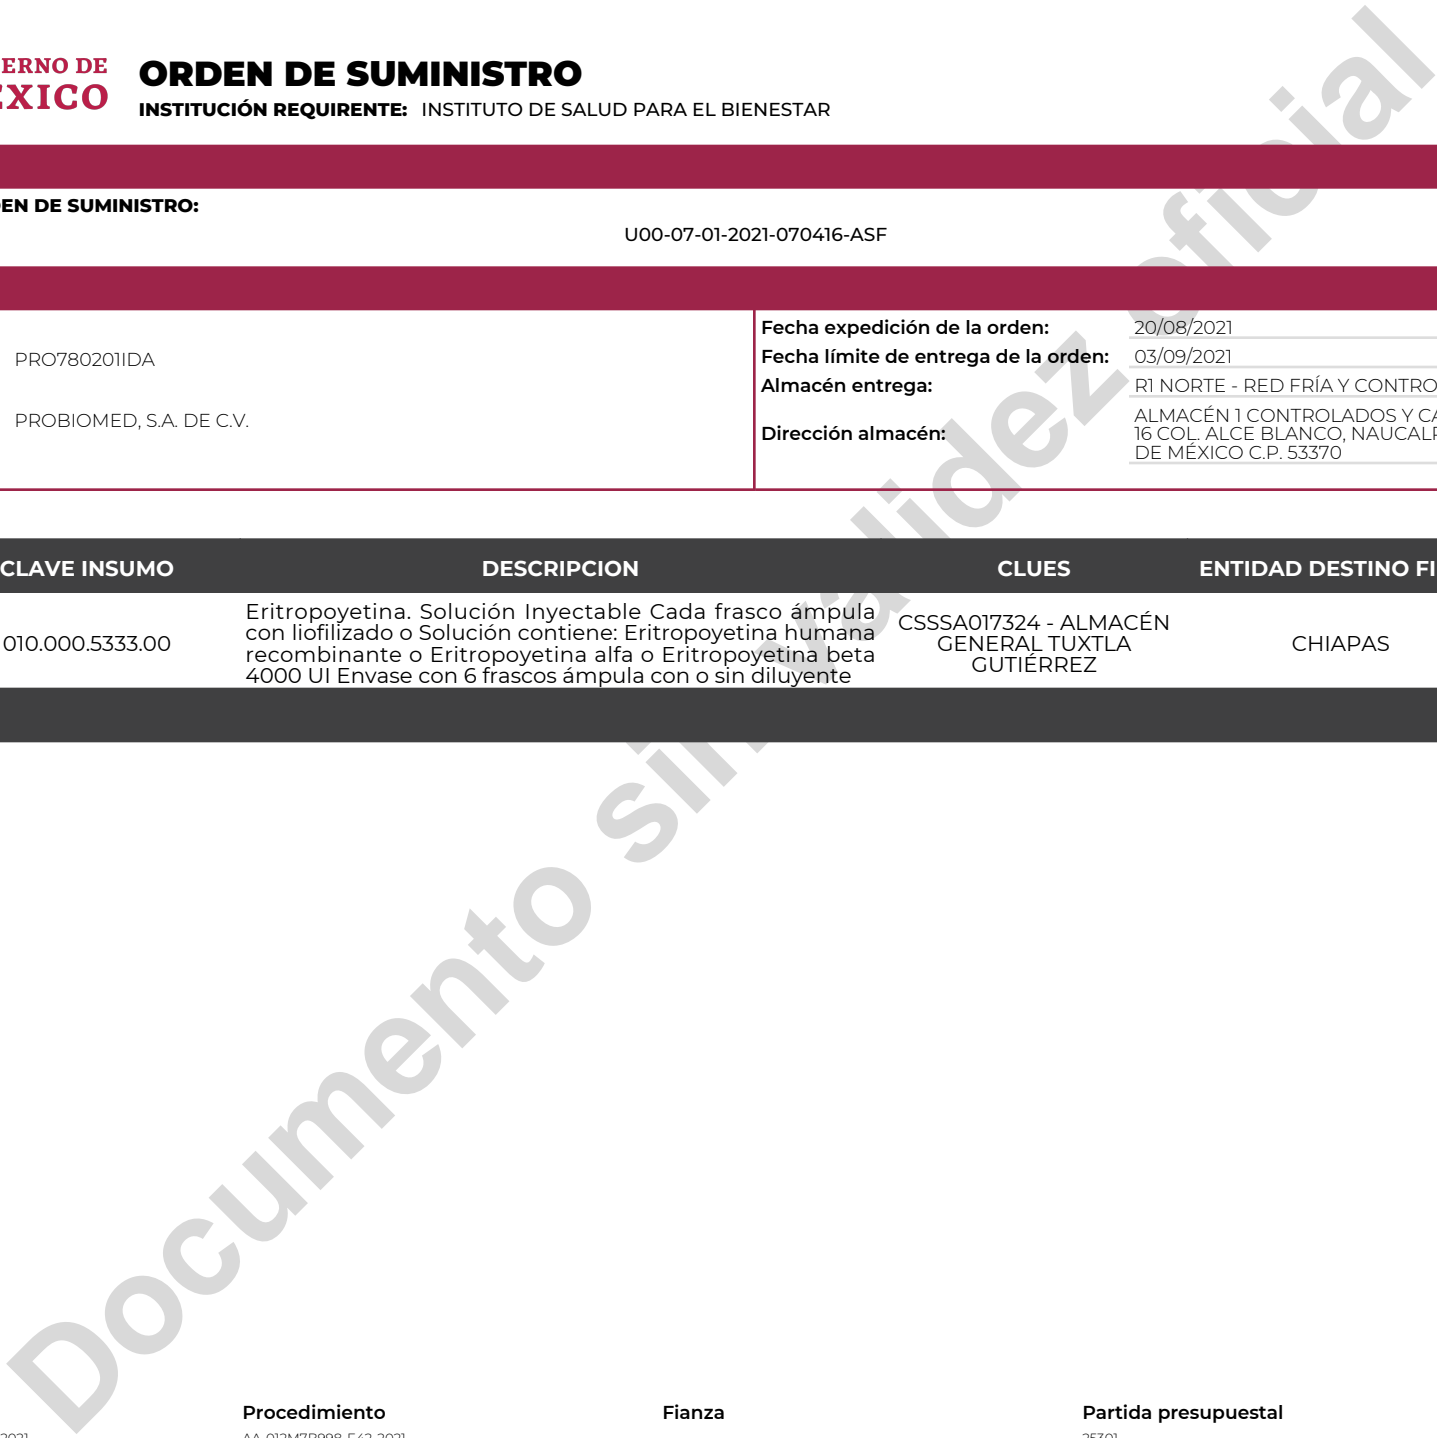 ERNO DE
ÉXICO
ORDEN DE SUMINISTRO
INSTITUCIÓN REQUIRENTE: INSTITUTO DE SALUD PARA EL BIENESTAR
EN DE SUMINISTRO:
U00-07-01-2021-070416-ASF
PRO780201IDA
PROBIOMED, S.A. DE C.V.
Fecha expedición de la orden: 20/08/2021
Fecha límite de entrega de la orden: 03/09/2021
Almacén entrega: R1 NORTE - RED FRÍA Y CONTRO
Dirección almacén:
ALMACÉN 1 CONTROLADOS Y CA
16 COL. ALCE BLANCO, NAUCALP
DE MÉXICO C.P. 53370
CLAVE INSUMO DESCRIPCION CLUES ENTIDAD DESTINO FI
010.000.5333.00
Eritropoyetina. Solución Inyectable Cada frasco ámpula
con liofilizado o Solución contiene: Eritropoyetina humana
recombinante o Eritropoyetina alfa o Eritropoyetina beta
4000 UI Envase con 6 frascos ámpula con o sin diluyente
CSSSA017324 - ALMACÉN
GENERAL TUXTLA
GUTIÉRREZ
CHIAPAS
Documento sin validez oficial
Procedimiento Fianza Partida presupuestal